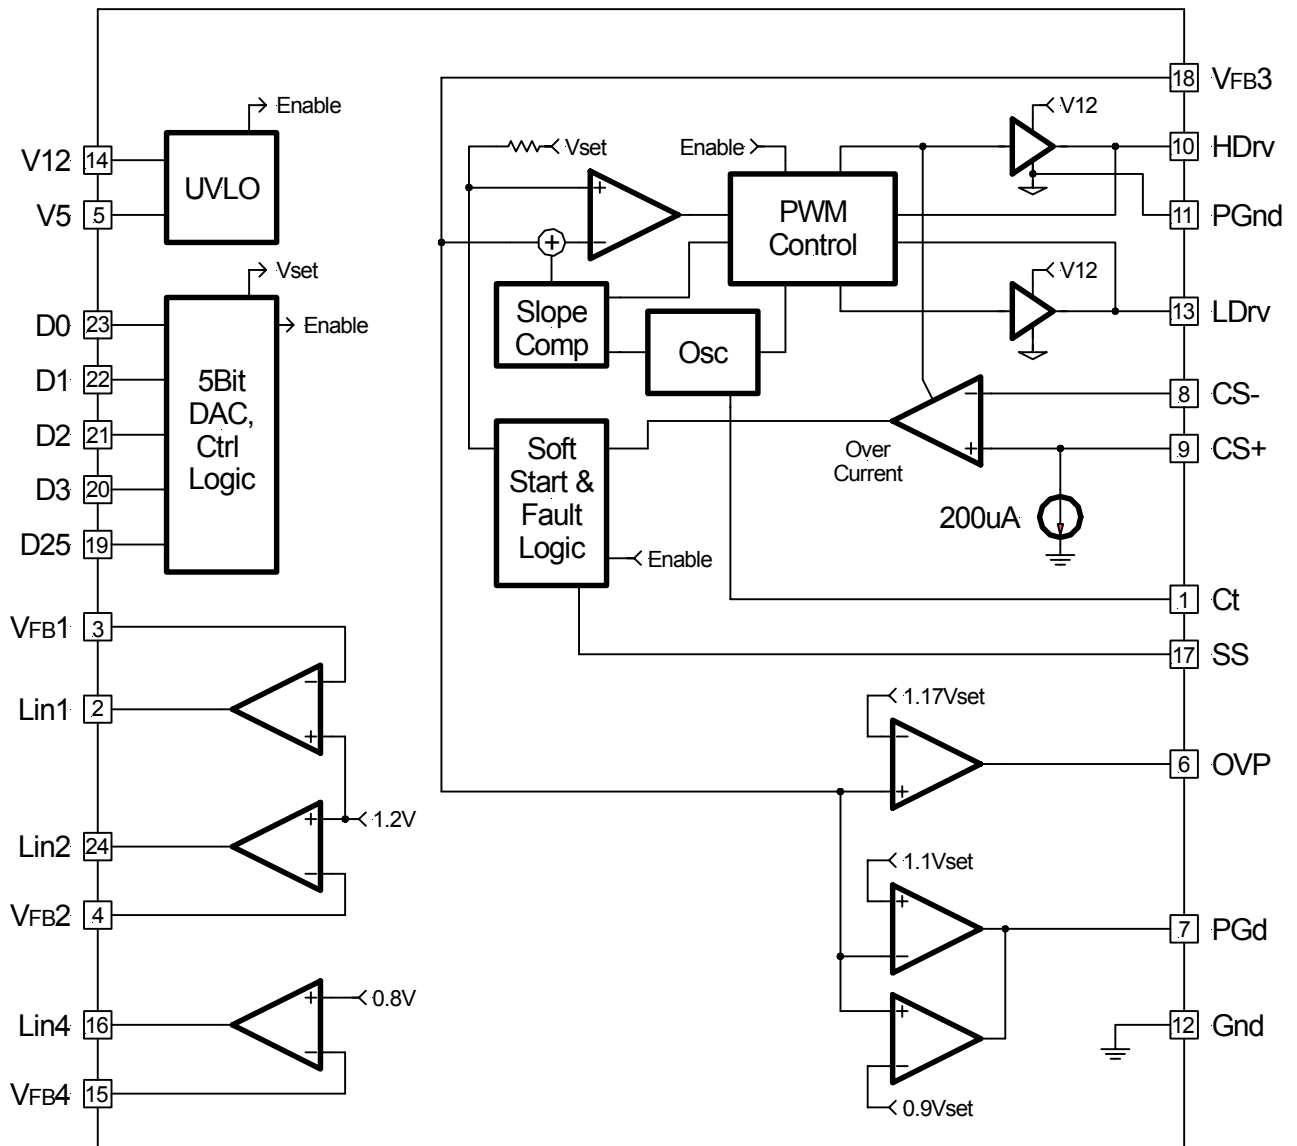 Enable
V12 14
UVLO
V5 5
Vset
Enable
D0 23
D1 22
D2 21
D3 20
D25 19
5Bit
DAC,
Ctrl
Logic
VFB1 3
−
Lin1 2
+
+
1.2V
Lin2 24
−
VFB2 4
+
0.8V
Lin4 16
−
VFB4 15
18 VFB3
Vset
Enable
V12
10 HDrv
+
−
+
PWM
Control
11 PGnd
V12
Slope
Comp
Osc
13 LDrv
−
8 CS-
+
9 CS+
Over
Current
Soft
Start &
Fault
Logic
200uA
Enable
1 Ct
17 SS
1.17Vset
−
+
6 OVP
1.1Vset
+
−
7 PGd
+
−
12 Gnd
0.9Vset